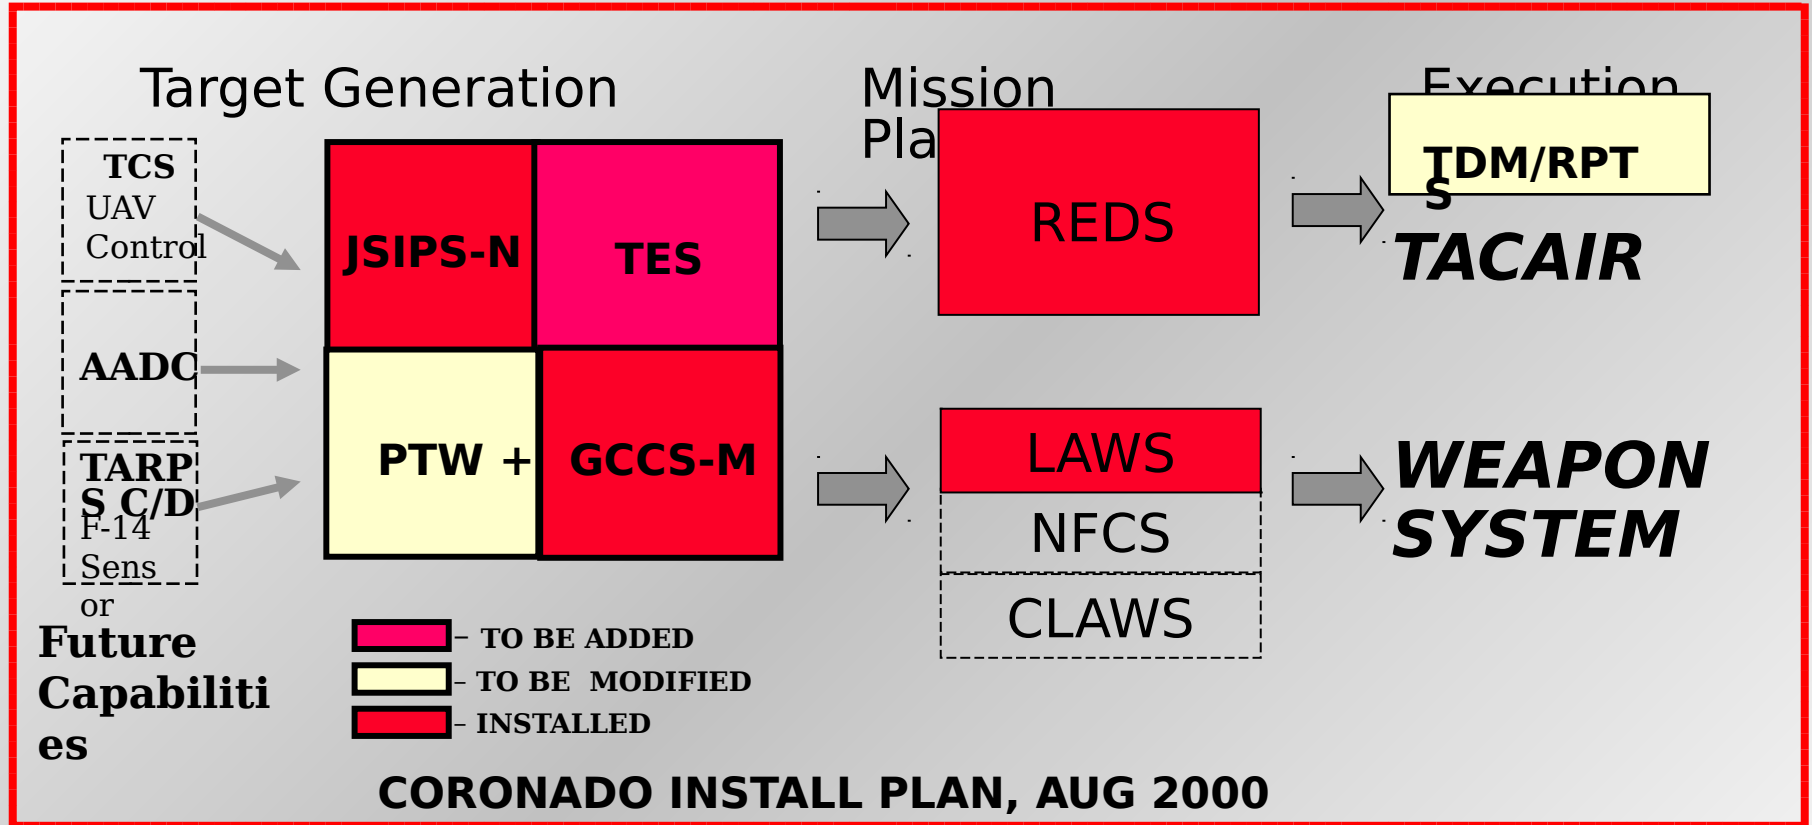 Target Generation
Mission
Pla
Execution
TCS
UAV
Control
AADC
TARP
S C/D
F-14
Sens
or
Future
Capabiliti
es
JSIPS-N
TES
PTW +
GCCS-M
REDS
LAWS
NFCS
CLAWS
TDM/RPT
S
TACAIR
WEAPON
SYSTEM
– TO BE ADDED
– TO BE  MODIFIED
– INSTALLED
CORONADO INSTALL PLAN, AUG 2000